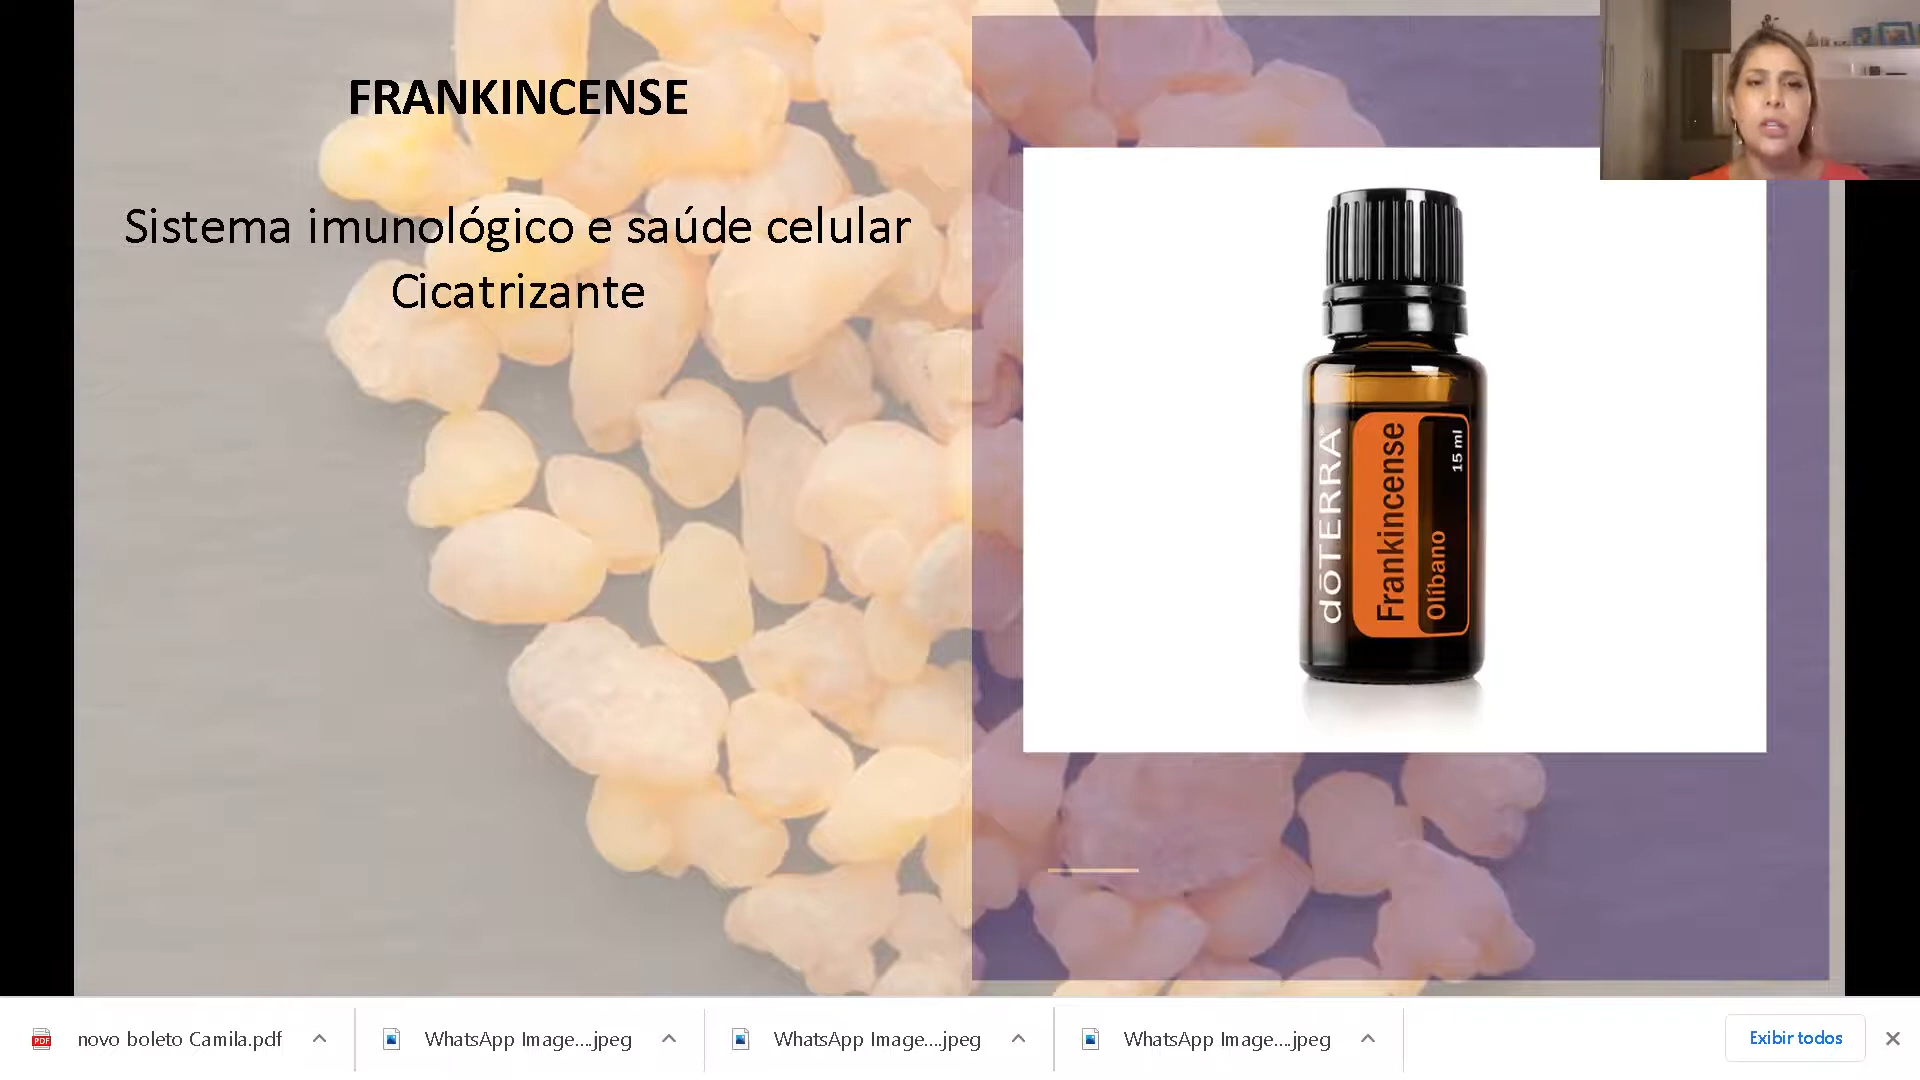 FRANKINCENSE
Sistema imunológico e saúde celular
Cicatrizante
dōTERRA
Frankincense
Olíbano
15 ml
PDF
novo boleto Camila.pdf
WhatsApp Image....jpeg
WhatsApp Image....jpeg
WhatsApp Image....jpeg
Exibir todos